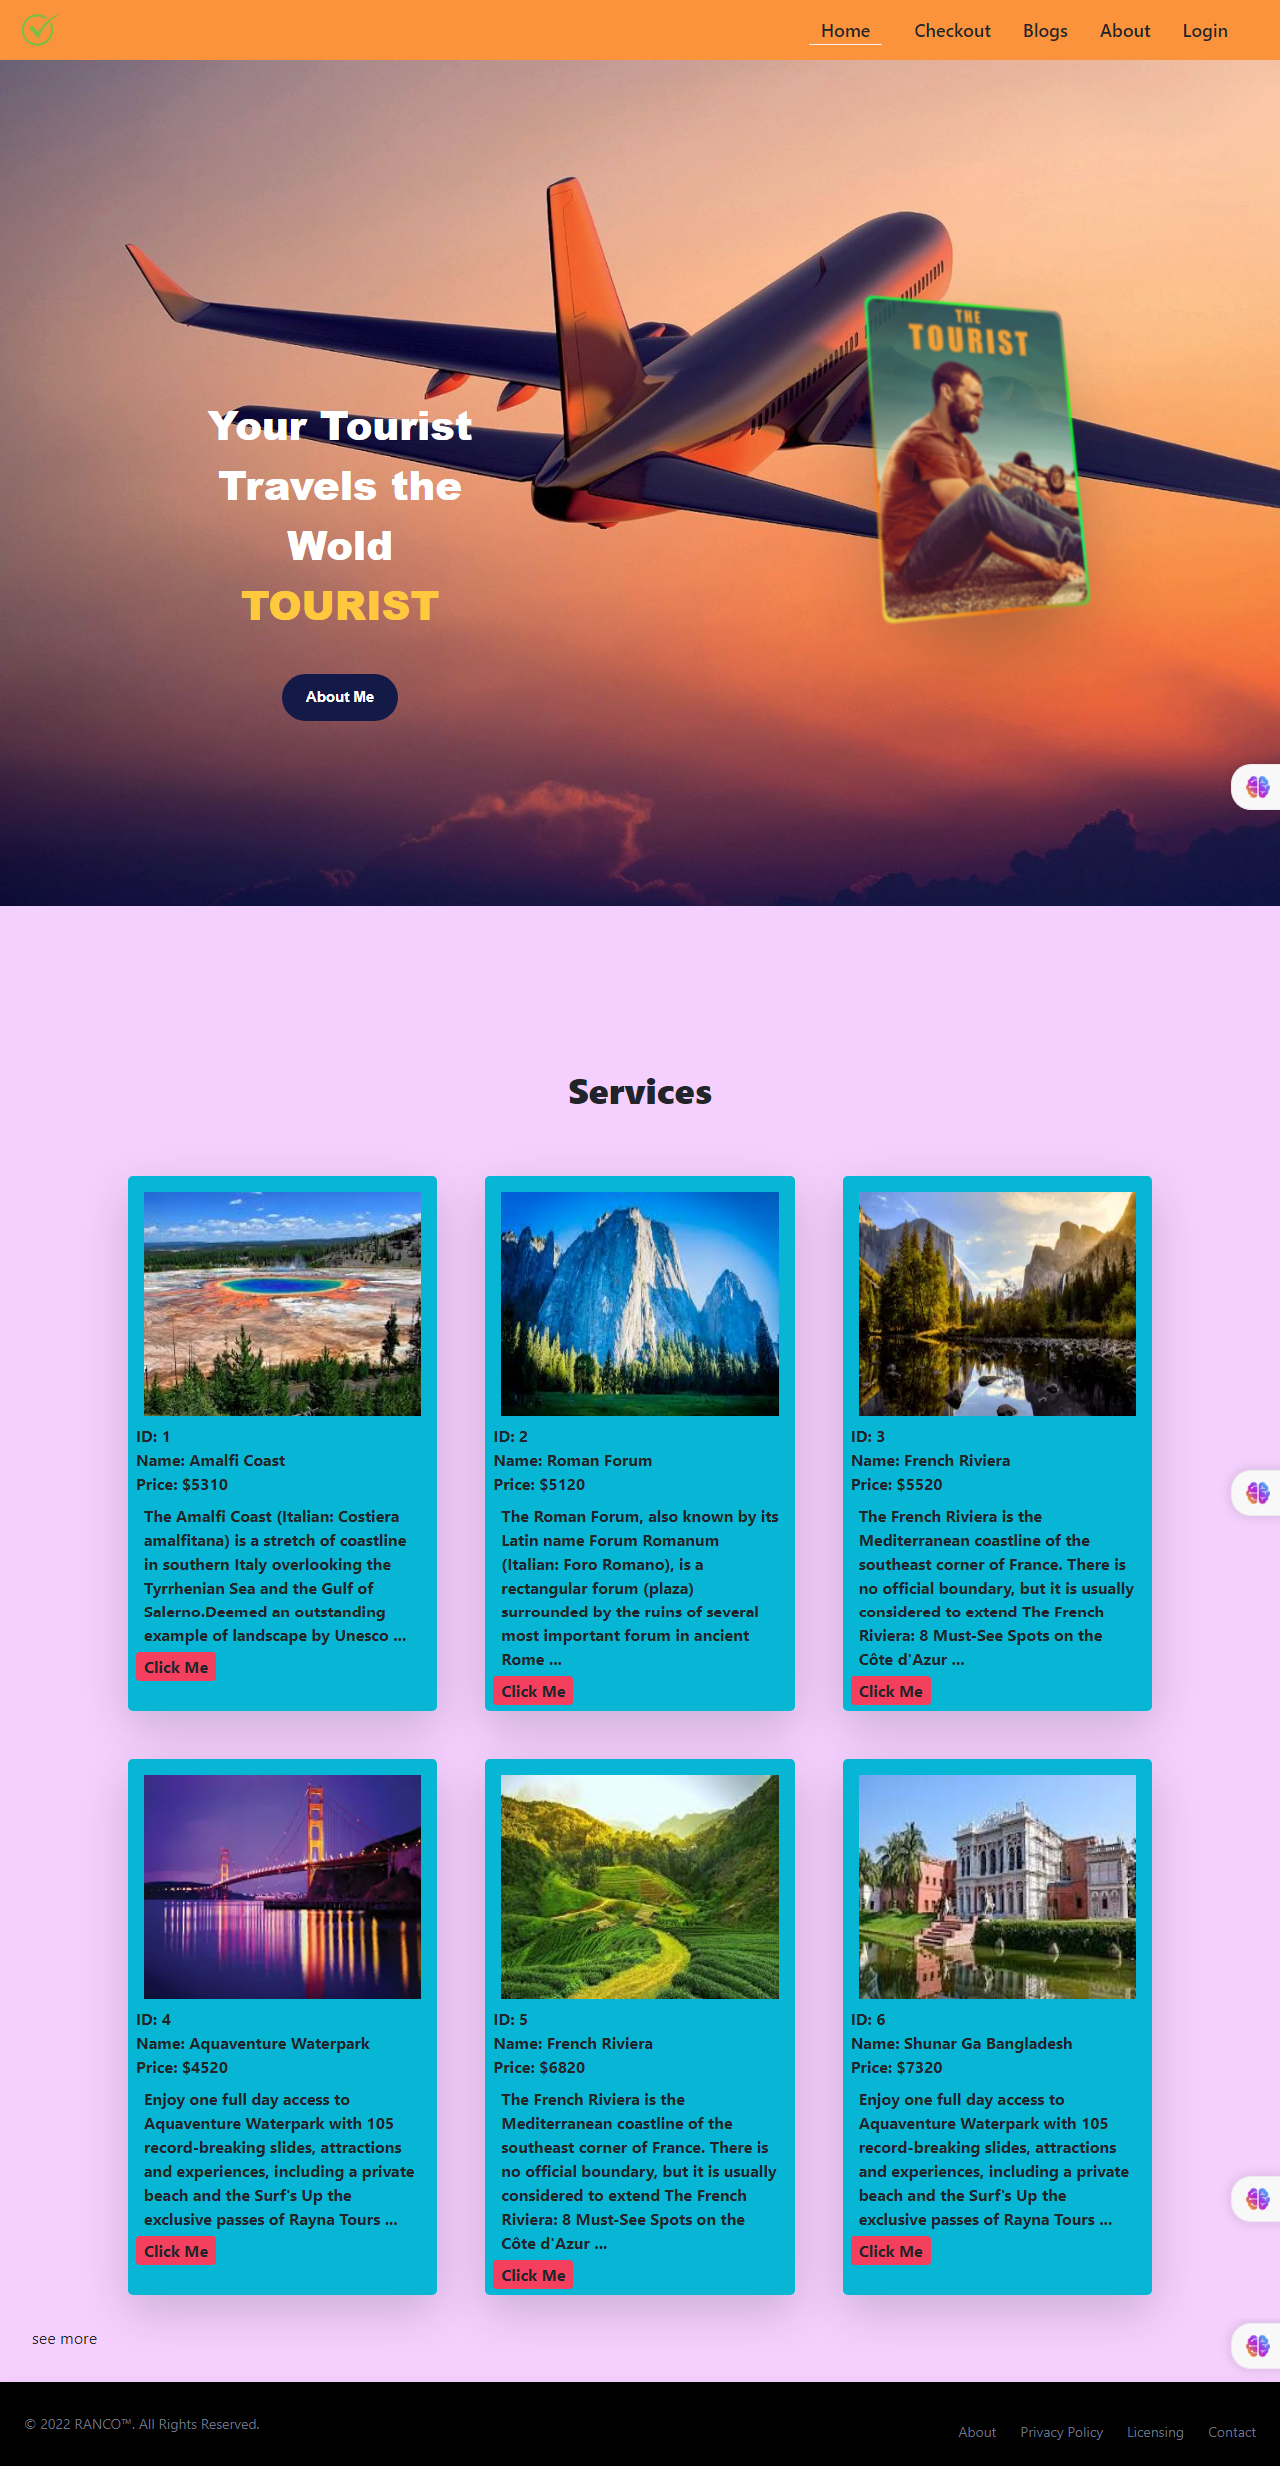 Home Checkout Blogs About Login
THE
TOURIST
Your Tourist
Travels the
Wold
TOURIST
About Me
Services
ID: 1
Name: Amalfi Coast
Price: $5310
The Amalfi Coast (Italian: Costiera
amalfitana) is a stretch of coastline
in southern Italy overlooking the
Tyrrhenian Sea and the Gulf of
Salerno.Deemed an outstanding
example of landscape by Unesco ...
Click Me
ID: 2
Name: Roman Forum
Price: $5120
The Roman Forum, also known by its
Latin name Forum Romanum
(Italian: Foro Romano), is a
rectangular forum (plaza)
surrounded by the ruins of several
most important forum in ancient
Rome ...
Click Me
ID: 3
Name: French Riviera
Price: $5520
The French Riviera is the
Mediterranean coastline of the
southeast corner of France. There is
no official boundary, but it is usually
considered to extend The French
Riviera: 8 Must-See Spots on the
Côte d'Azur ...
Click Me
ID: 4
Name: Aquaventure Waterpark
Price: $4520
Enjoy one full day access to
Aquaventure Waterpark with 105
record-breaking slides, attractions
and experiences, including a private
beach and the Surf's Up the
exclusive passes of Rayna Tours ...
Click Me
ID: 5
Name: French Riviera
Price: $6820
The French Riviera is the
Mediterranean coastline of the
southeast corner of France. There is
no official boundary, but it is usually
considered to extend The French
Riviera: 8 Must-See Spots on the
Côte d'Azur ...
Click Me
ID: 6
Name: Shunar Ga Bangladesh
Price: $7320
Enjoy one full day access to
Aquaventure Waterpark with 105
record-breaking slides, attractions
and experiences, including a private
beach and the Surf's Up the
exclusive passes of Rayna Tours ...
Click Me
see more
© 2022 RANCO™. All Rights Reserved.
About Privacy Policy Licensing Contact